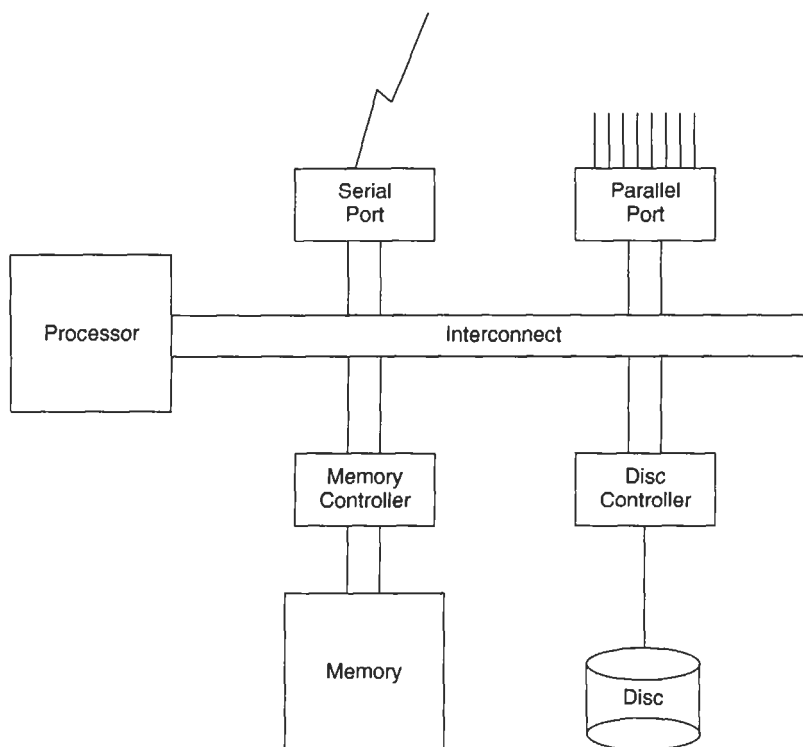 Serial
Port
Parallel
Port
Processor
Interconnect
Memory
Controller
Disc
Controller
Memory
Disc